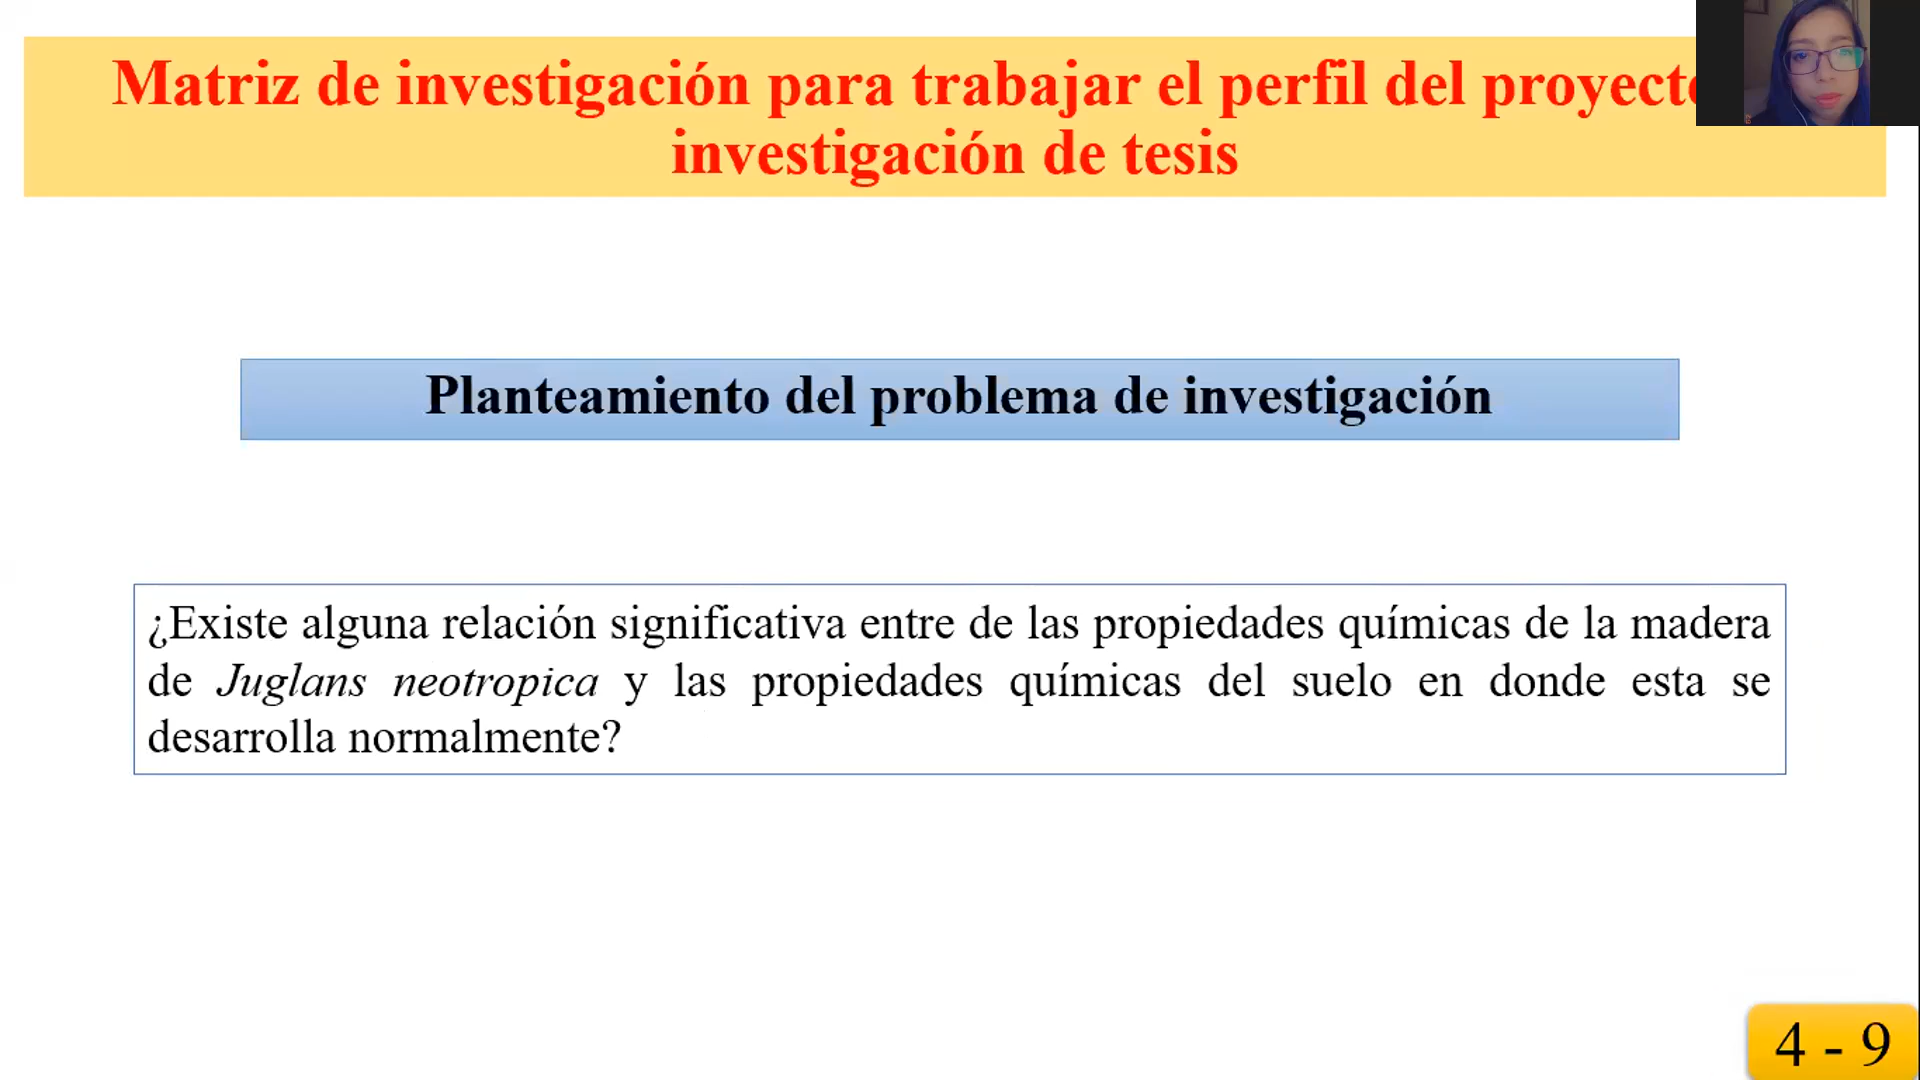 Matriz de investigación para trabajar el perfil del proyecto
investigación de tesis
Planteamiento del problema de investigación
¿Existe alguna relación significativa entre de las propiedades químicas de la madera
de Juglans neotropica y las propiedades químicas del suelo en donde esta se
desarrolla normalmente?
4 - 9